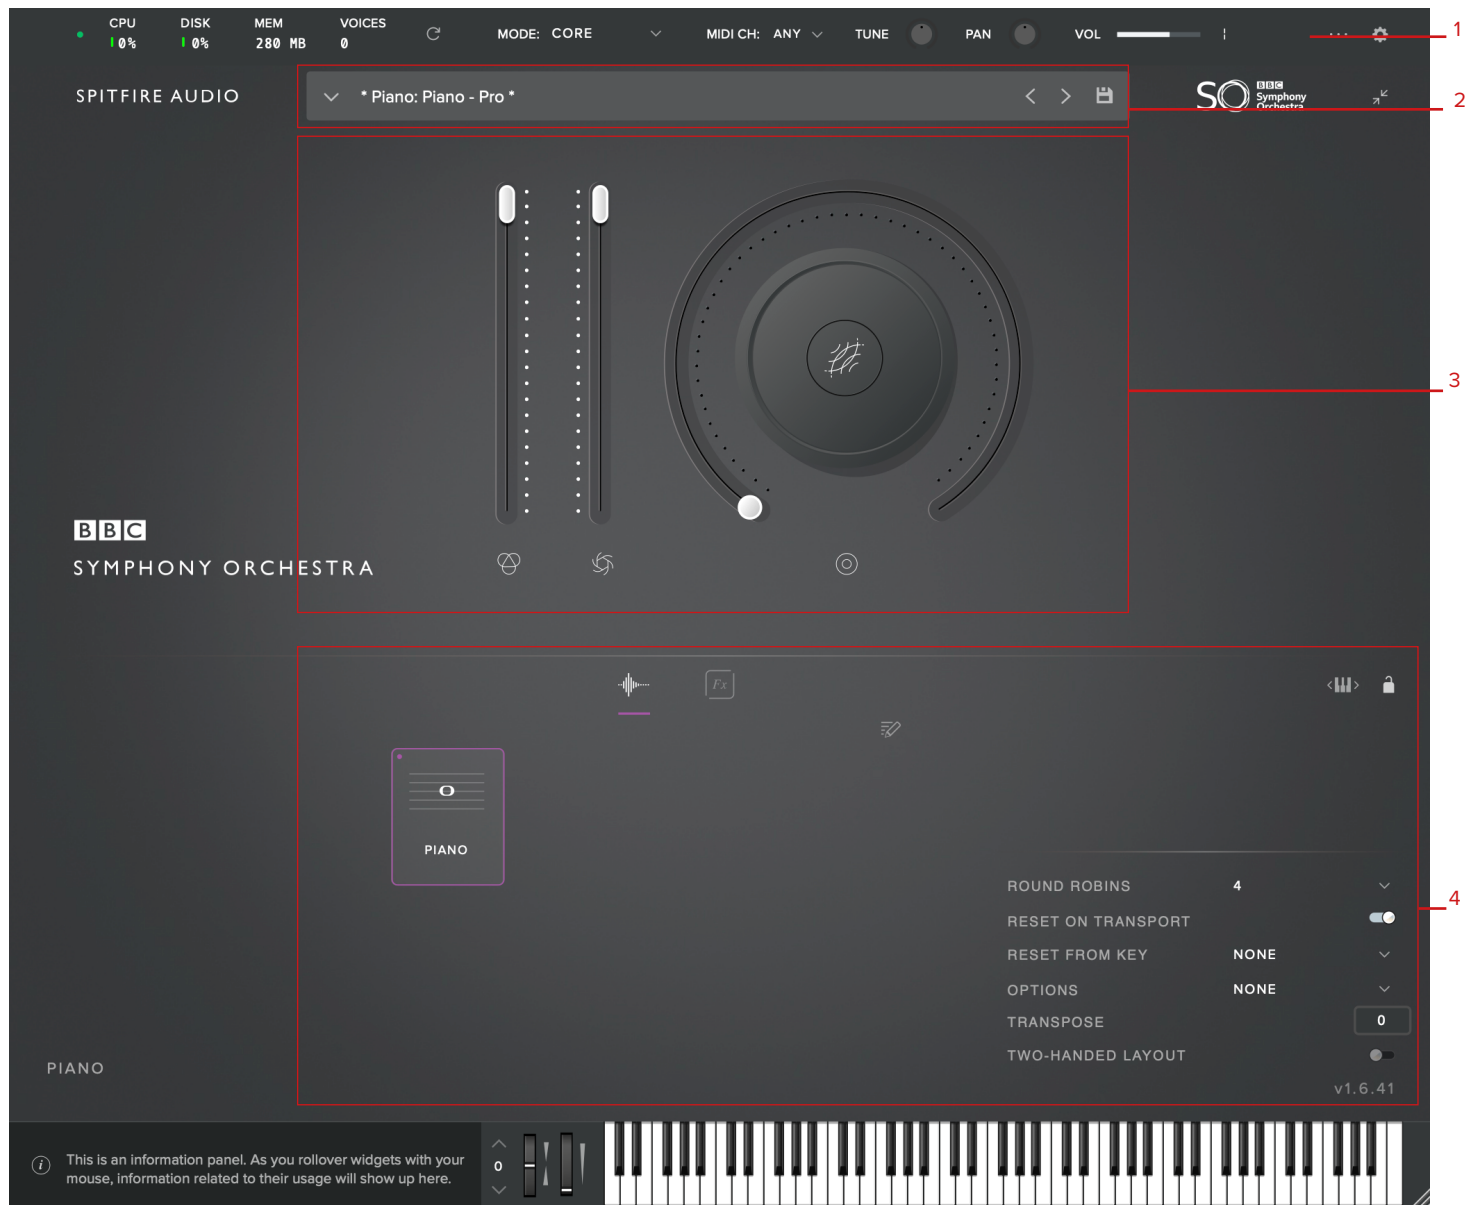 CPU DISK MEM VOICES
0% 0% 280 MB 0
MODE: CORE MIDI CH: ANY TUNE PAN VOL
1
SPITFIRE AUDIO
* Piano: Piano - Pro *
SO BBC
Symphony
Orchestra
2
3
BBC
SYMPHONY ORCHESTRA
Fx
PIANO
ROUND ROBINS 4
4
RESET ON TRANSPORT
RESET FROM KEY NONE
OPTIONS NONE
TRANSPOSE 0
TWO-HANDED LAYOUT
PIANO
v1.6.41
i
This is an information panel. As you rollover widgets with your
mouse, information related to their usage will show up here.
0